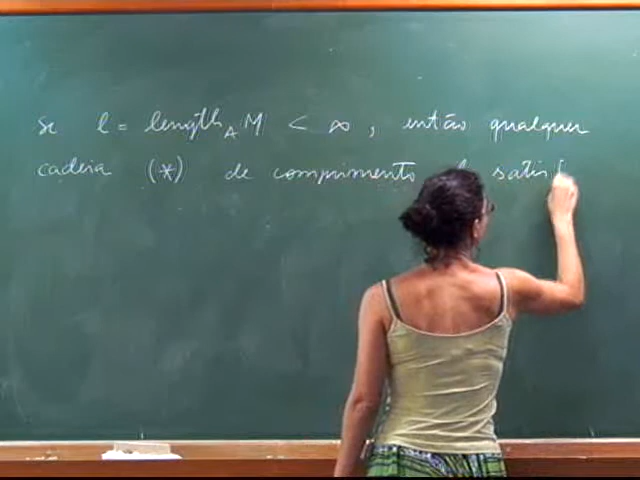 se l = length_A M < ∞, então qualquer
cadeia (*) de comprimento l satisf